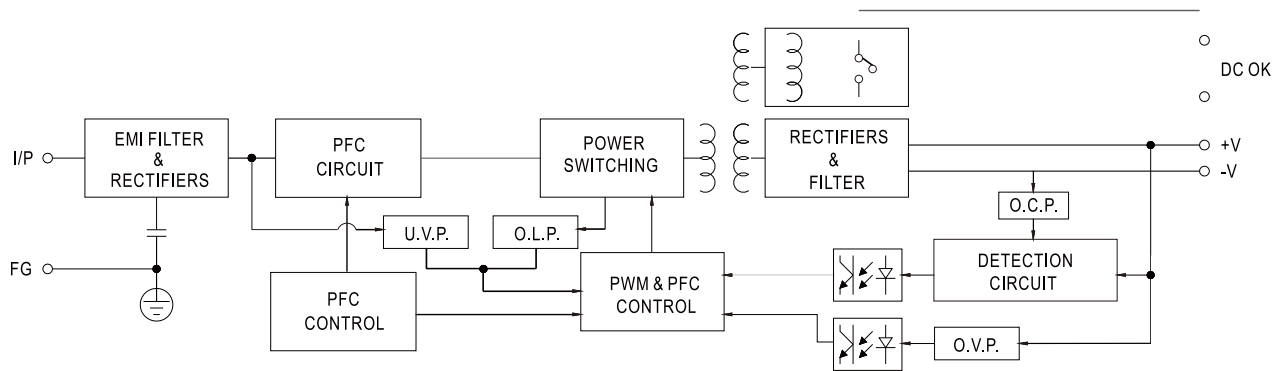 DC OK
I/P
EMI FILTER
&
RECTIFIERS
PFC
CIRCUIT
POWER
SWITCHING
RECTIFIERS
&
FILTER
+V
-V
O.C.P.
U.V.P.
O.L.P.
FG
PFC
CONTROL
PWM & PFC
CONTROL
DETECTION
CIRCUIT
O.V.P.